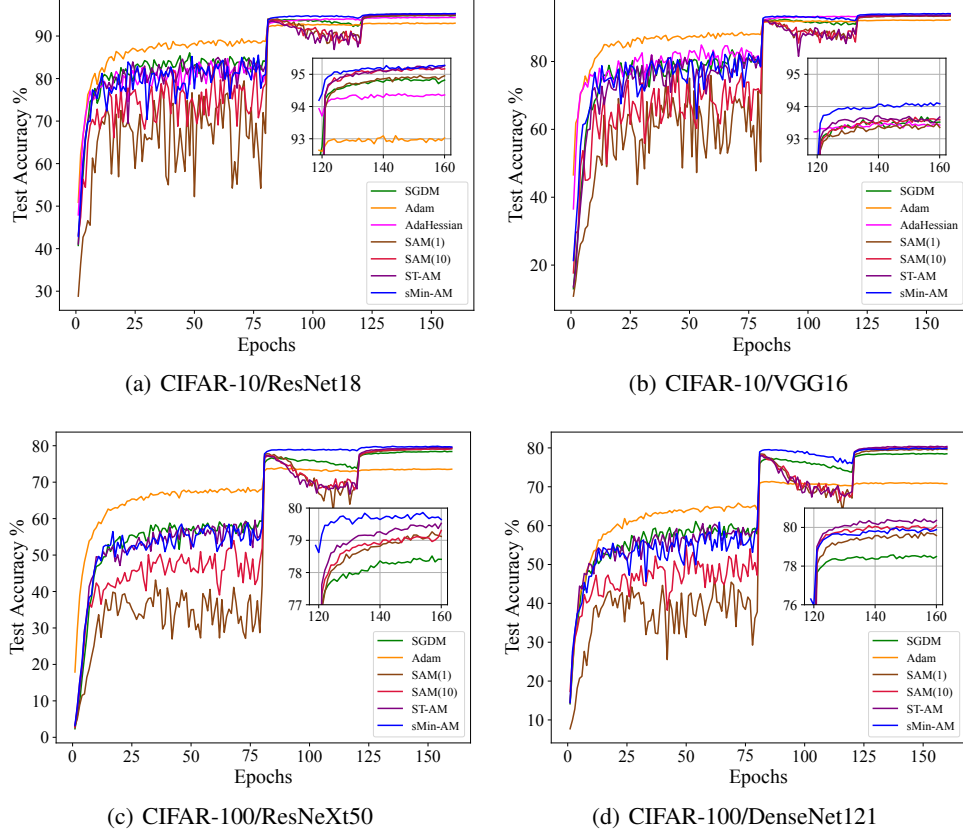 90
80
70
60
50
40
30
Test Accuracy %
95
94
93
120
140
160
SGDM
Adam
AdaHessian
SAM(1)
SAM(10)
ST-AM
sMin-AM
0 25 50 75 100 125 150
Epochs
(a) CIFAR-10/ResNet18
80
60
40
20
Test Accuracy %
95
94
93
120
140
160
SGDM
Adam
AdaHessian
SAM(1)
SAM(10)
ST-AM
sMin-AM
0 25 50 75 100 125 150
Epochs
(b) CIFAR-10/VGG16
80
70
60
50
40
30
20
10
0
Test Accuracy %
80
79
78
77
120
140
160
SGDM
Adam
SAM(1)
SAM(10)
ST-AM
sMin-AM
0 25 50 75 100 125 150
Epochs
(c) CIFAR-100/ResNeXt50
80
70
60
50
40
30
20
10
Test Accuracy %
80
78
76
120
140
160
SGDM
Adam
SAM(1)
SAM(10)
ST-AM
sMin-AM
0 25 50 75 100 125 150
Epochs
(d) CIFAR-100/DenseNet121